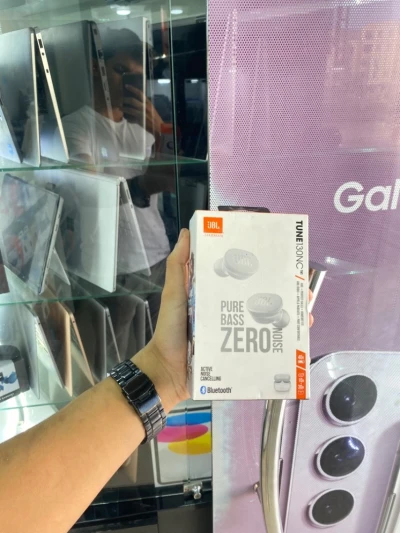 Gal
JBL
TUNE130NC
PURE
BASS
ZERO
NOISE
ACTIVE
NOISE
CANCELLING
Bluetooth